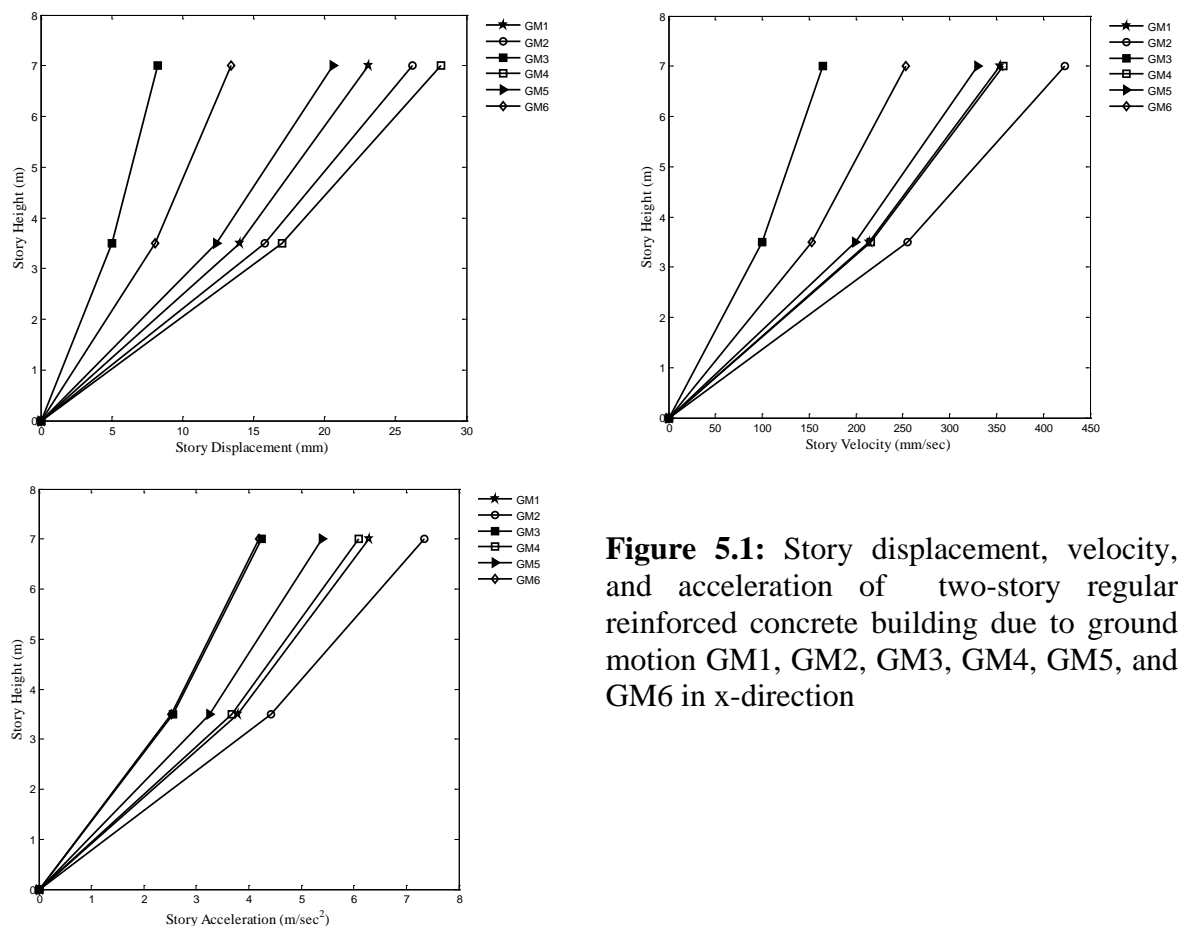 8
7
6
5
4
3
2
1
0
Story Height (m)
0 5 10 15 20 25 30
Story Displacement (mm)
GM1
GM2
GM3
GM4
GM5
GM6
8
7
6
5
4
3
2
1
0
Story Height (m)
0 50 100 150 200 250 300 350 400 450
Story Velocity (mm/sec)
GM1
GM2
GM3
GM4
GM5
GM6
8
7
6
5
4
3
2
1
0
Story Height (m)
0 1 2 3 4 5 6 7 8
Story Acceleration (m/sec²)
GM1
GM2
GM3
GM4
GM5
GM6
Figure 5.1: Story displacement, velocity,
and acceleration of two-story regular
reinforced concrete building due to ground
motion GM1, GM2, GM3, GM4, GM5, and
GM6 in x-direction